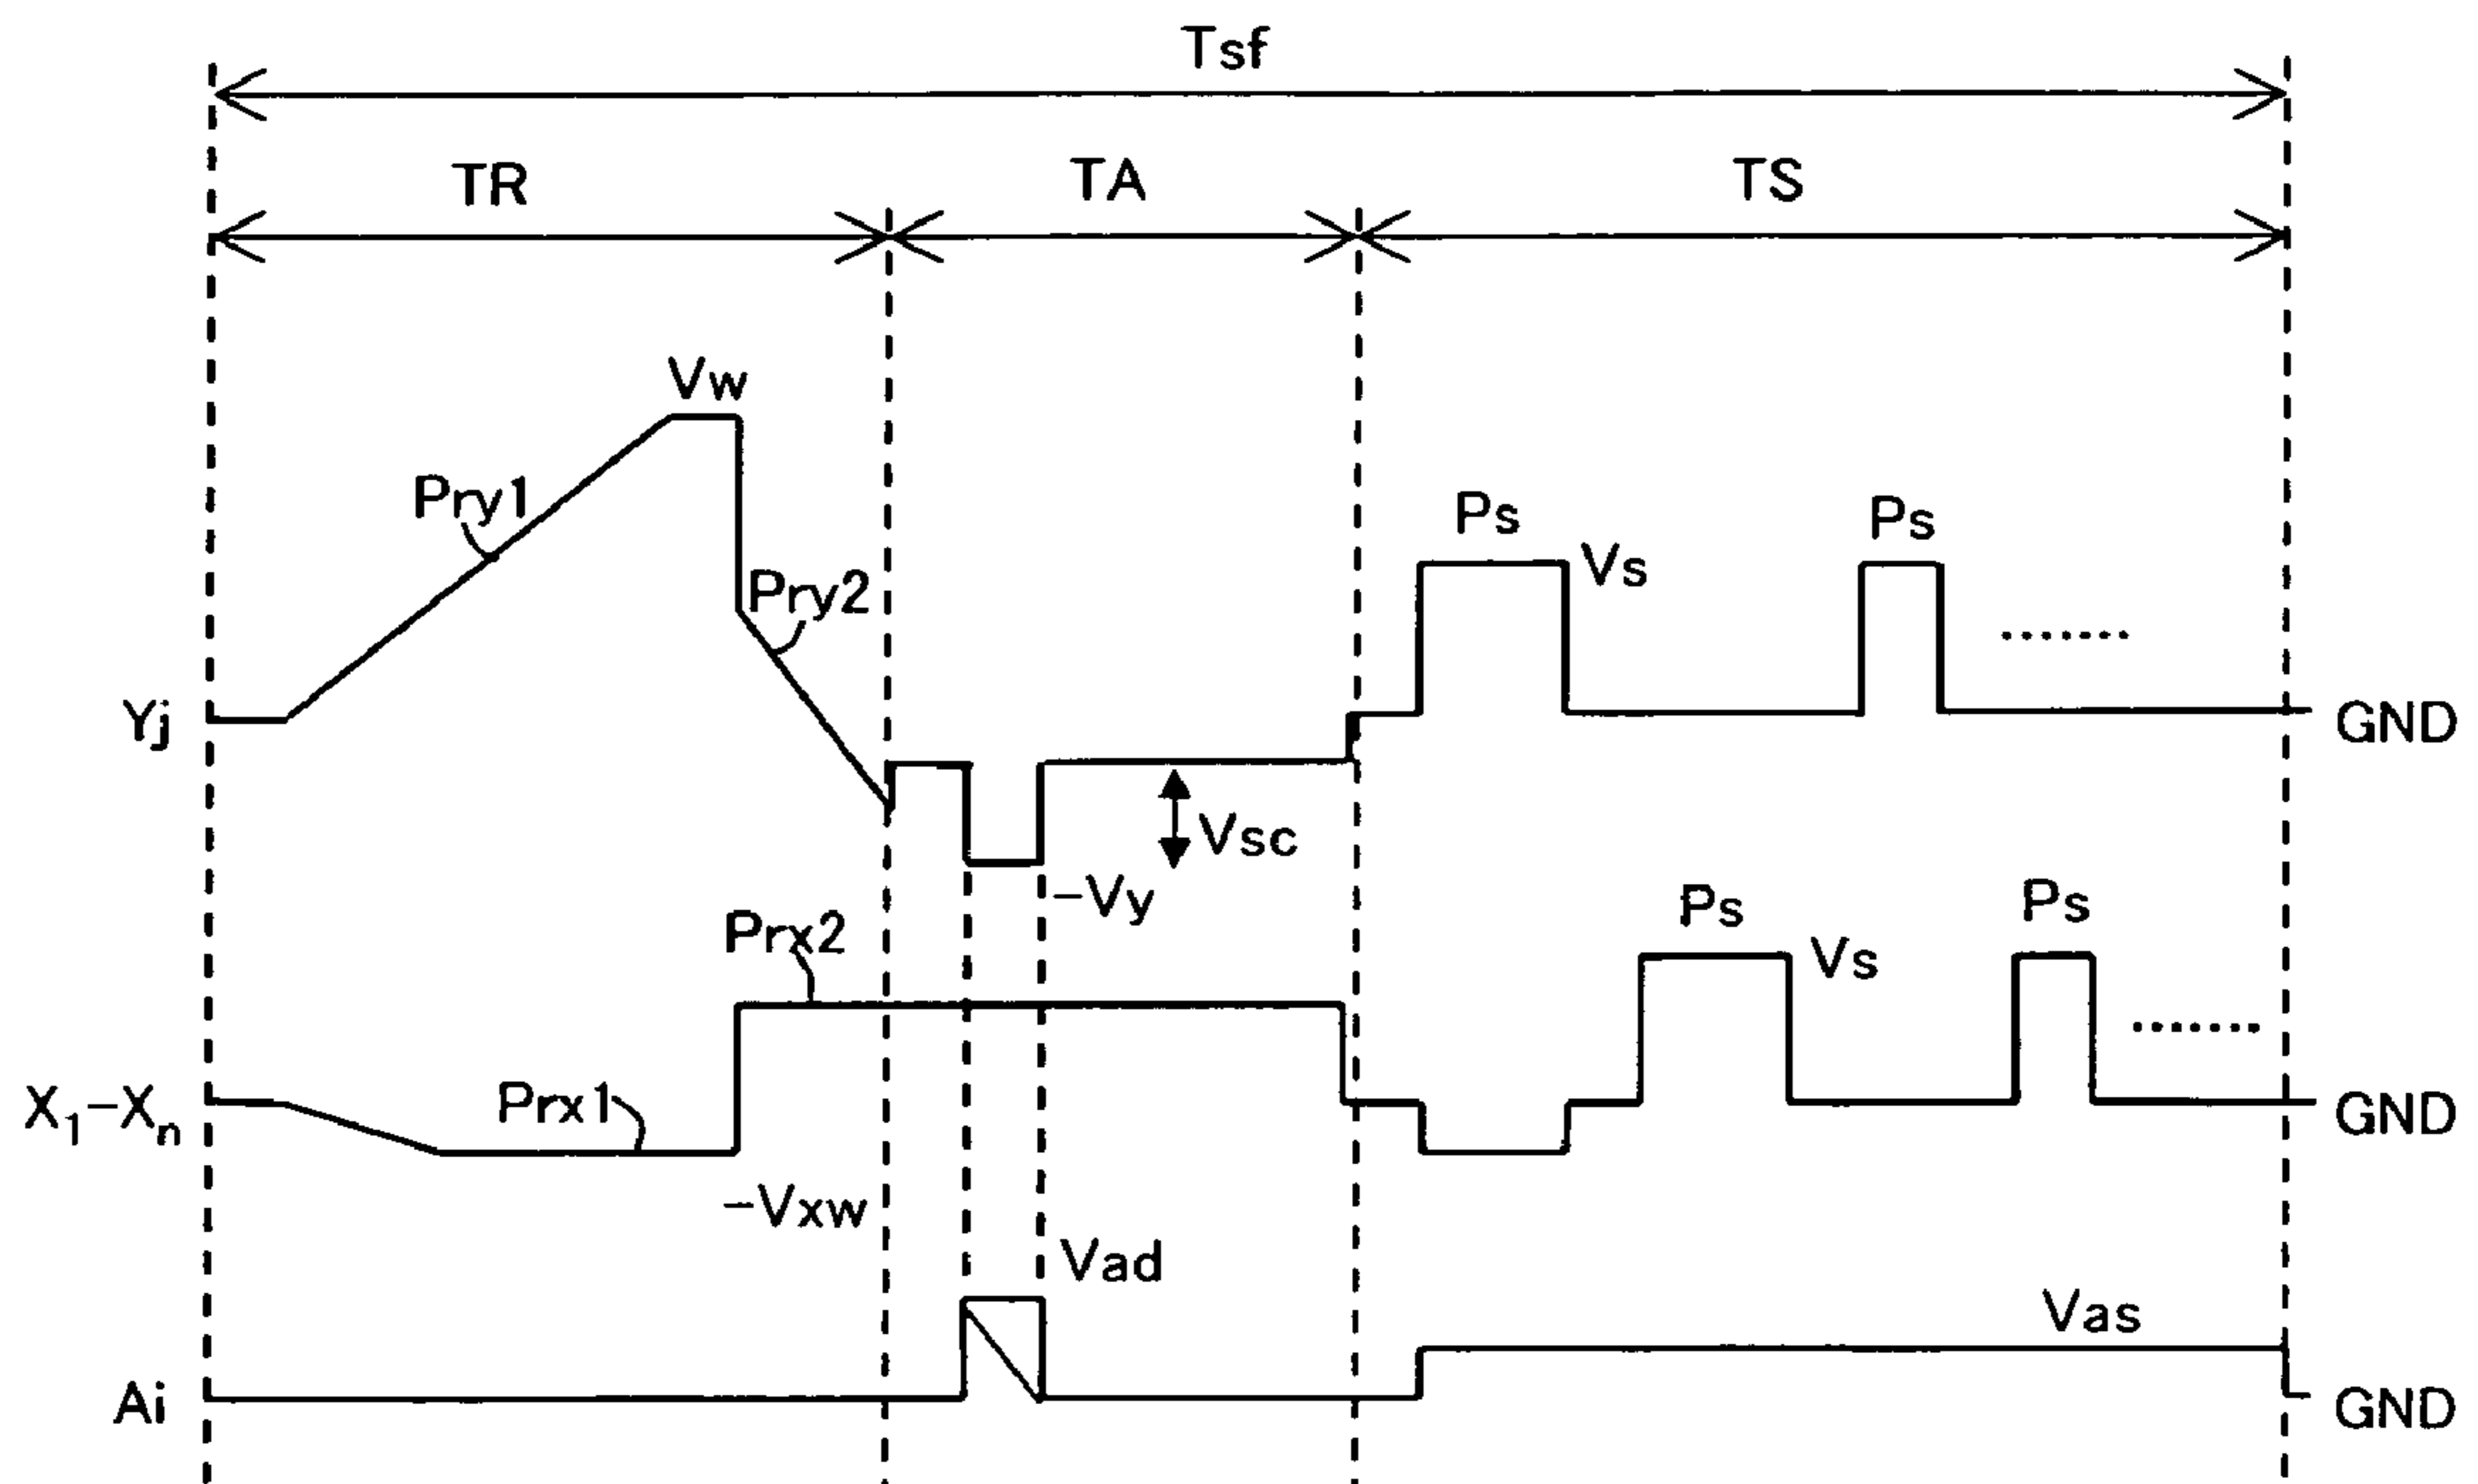 Tsf
TR TA TS
Vw
Pry1
Ps Ps
Vs
Pry2
Yj GND
Vsc
-Vy
Ps Ps
Prx2
Vs
X1-Xn Prx1 GND
-Vxw
Vad
Vas
Ai GND